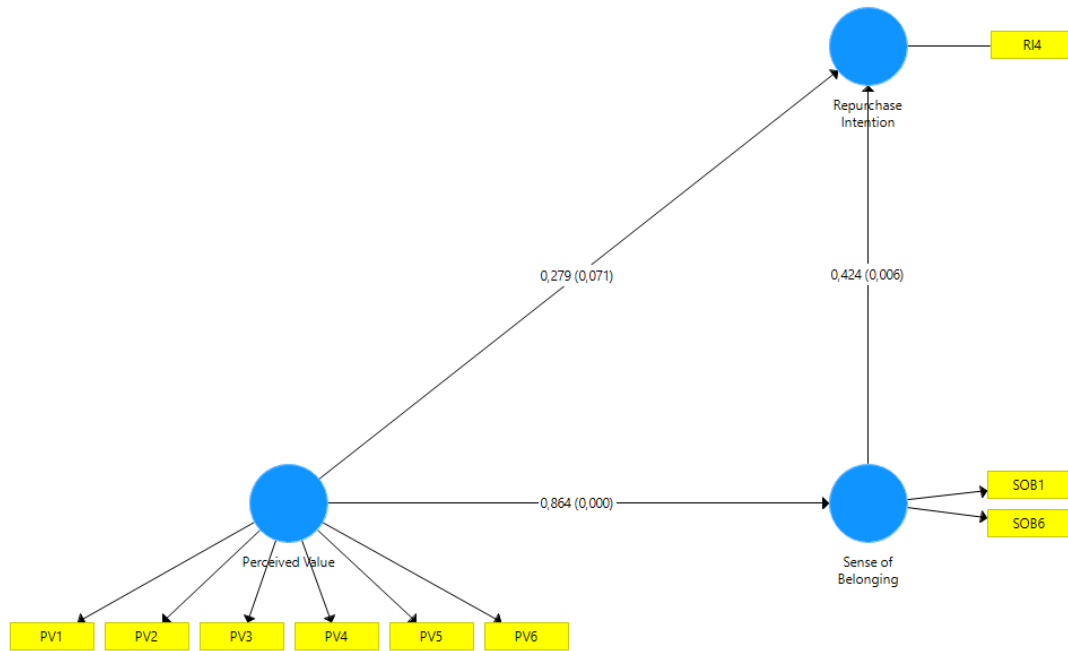 RI4
Repurchase
Intention
0,279 (0,071)
0,424 (0,006)
0,864 (0,000)
SOB1
SOB6
Perceived Value
Sense of
Belonging
PV1
PV2
PV3
PV4
PV5
PV6